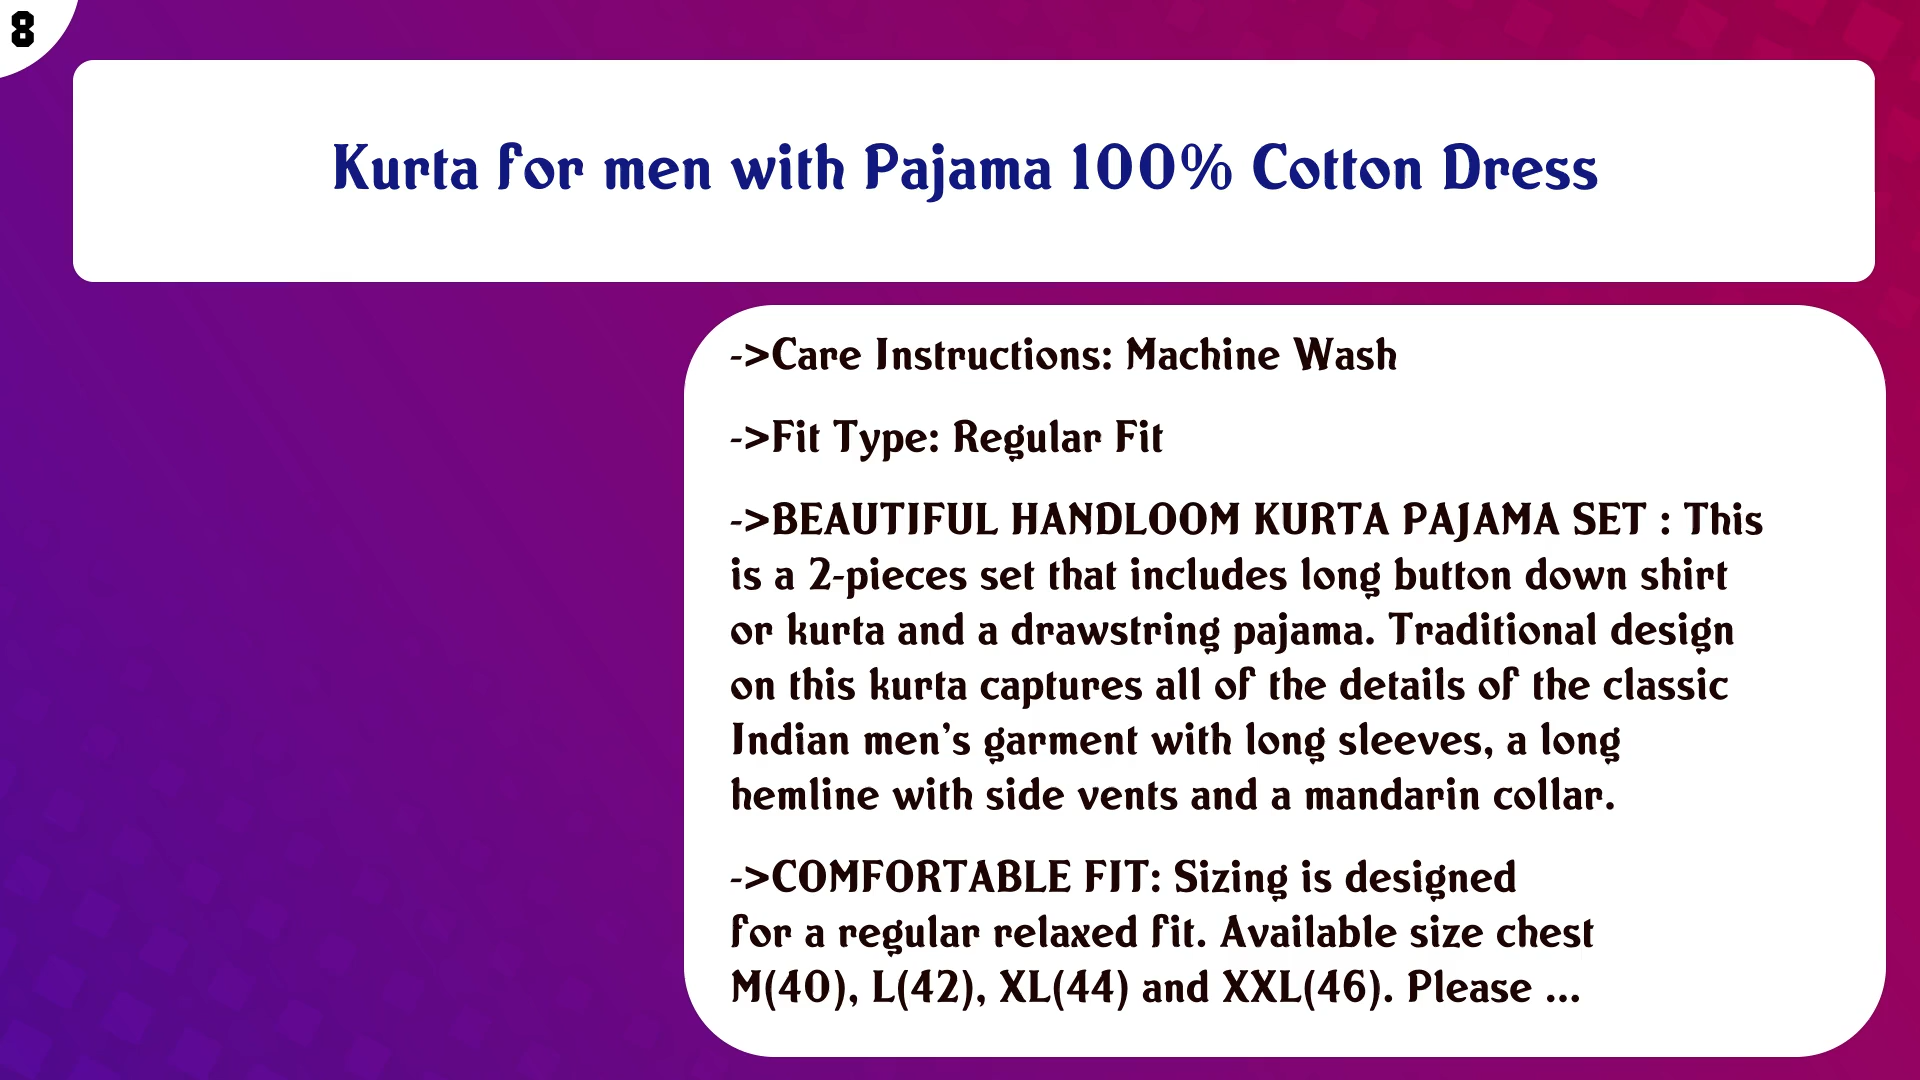 8
Kurta for men with Pajama 100% Cotton Dress
->Care Instructions: Machine Wash
->Fit Type: Regular Fit
->BEAUTIFUL HANDLOOM KURTA PAJAMA SET : This
is a 2-pieces set that includes long button down shirt
or kurta and a drawstring pajama. Traditional design
on this kurta captures all of the details of the classic
Indian men’s garment with long sleeves, a long
hemline with side vents and a mandarin collar.
->COMFORTABLE FIT: Sizing is designed
for a regular relaxed fit. Available size chest
M(40), L(42), XL(44) and XXL(46). Please ...